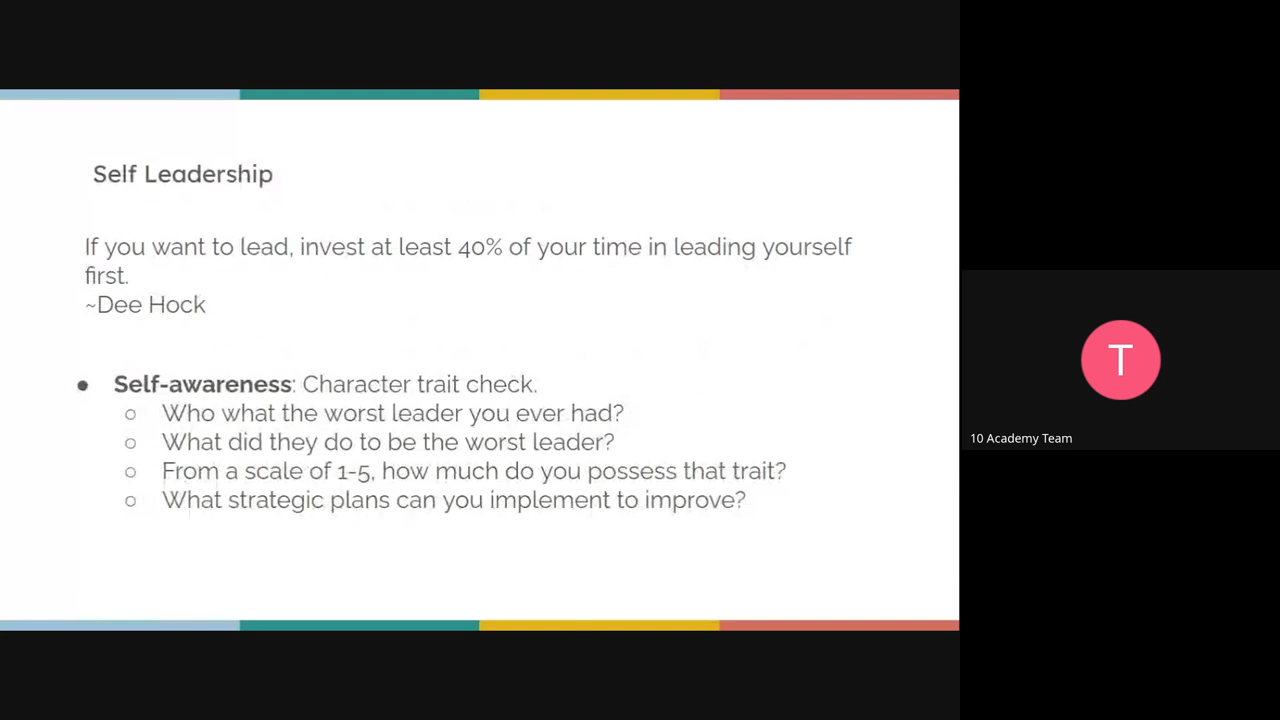 Self Leadership
If you want to lead, invest at least 40% of your time in leading yourself
first.
~Dee Hock
● Self-awareness: Character trait check.
○ Who what the worst leader you ever had?
○ What did they do to be the worst leader?
○ From a scale of 1-5, how much do you possess that trait?
○ What strategic plans can you implement to improve?
T
10 Academy Team